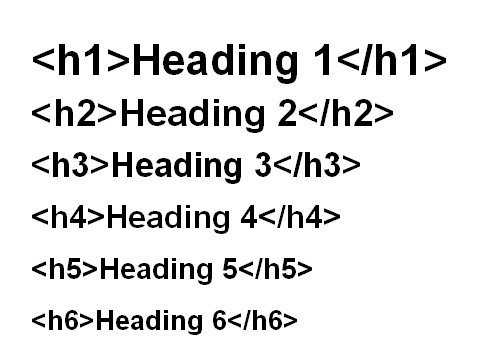 <h1>Heading 1</h1>
<h2>Heading 2</h2>
<h3>Heading 3</h3>
<h4>Heading 4</h4>
<h5>Heading 5</h5>
<h6>Heading 6</h6>